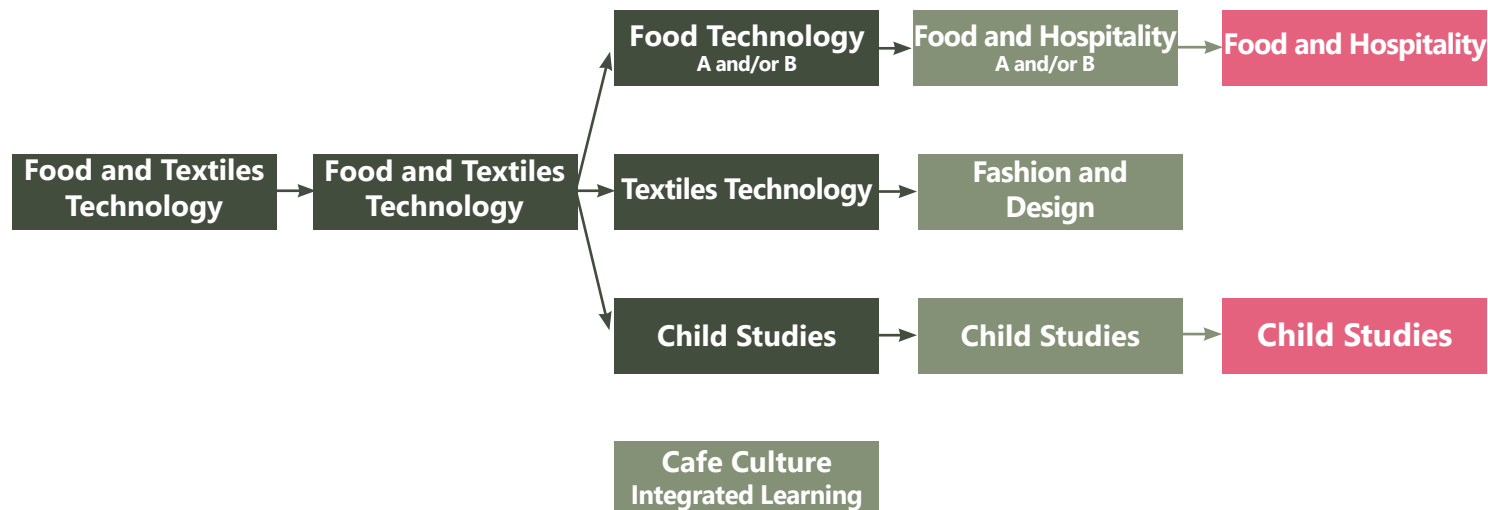 Food Technology
A and/or B
Food and Hospitality
A and/or B
Food and Hospitality
Food and Textiles
Technology
Food and Textiles
Technology
Textiles Technology
Fashion and
Design
Child Studies
Child Studies
Child Studies
Cafe Culture
Integrated Learning